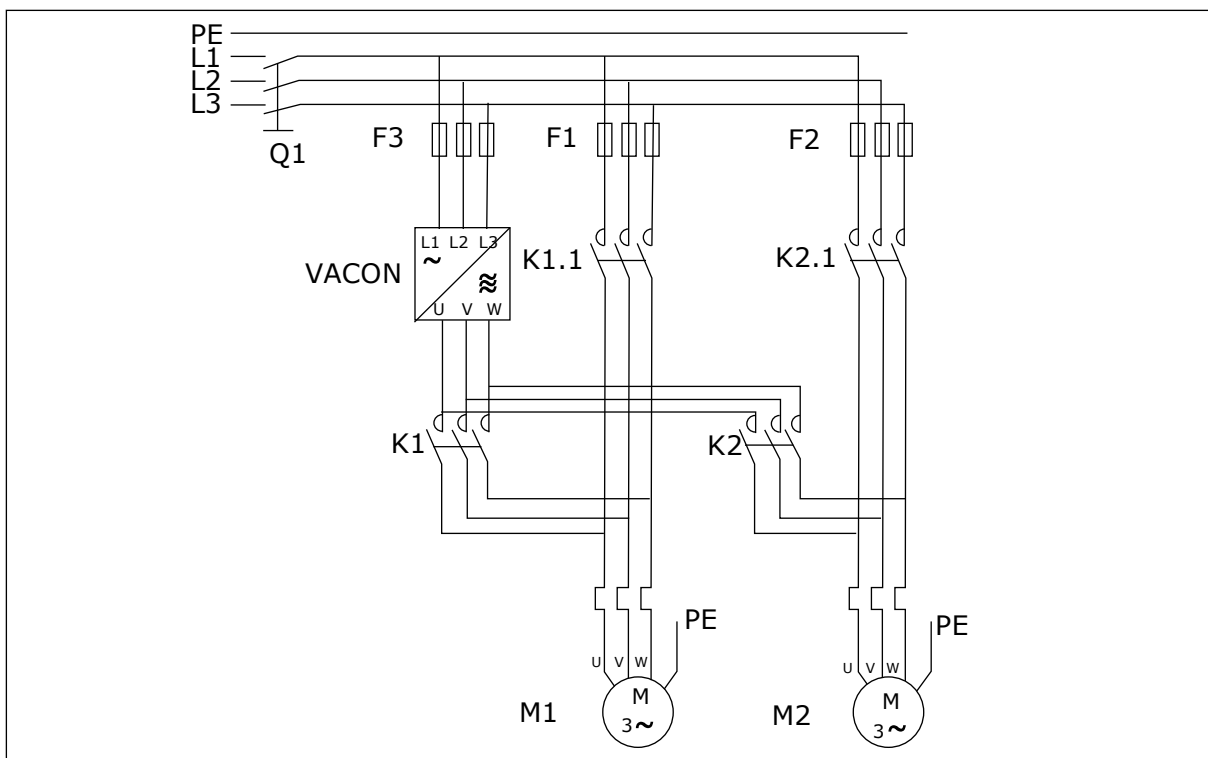 PE
L1
L2
L3
Q1
F3
F1
F2
L1 L2 L3
~
VACON
≋
U V W
K1.1
K2.1
K1
K2
PE
PE
U V W
U V W
M1
M
3~
M2
M
3~